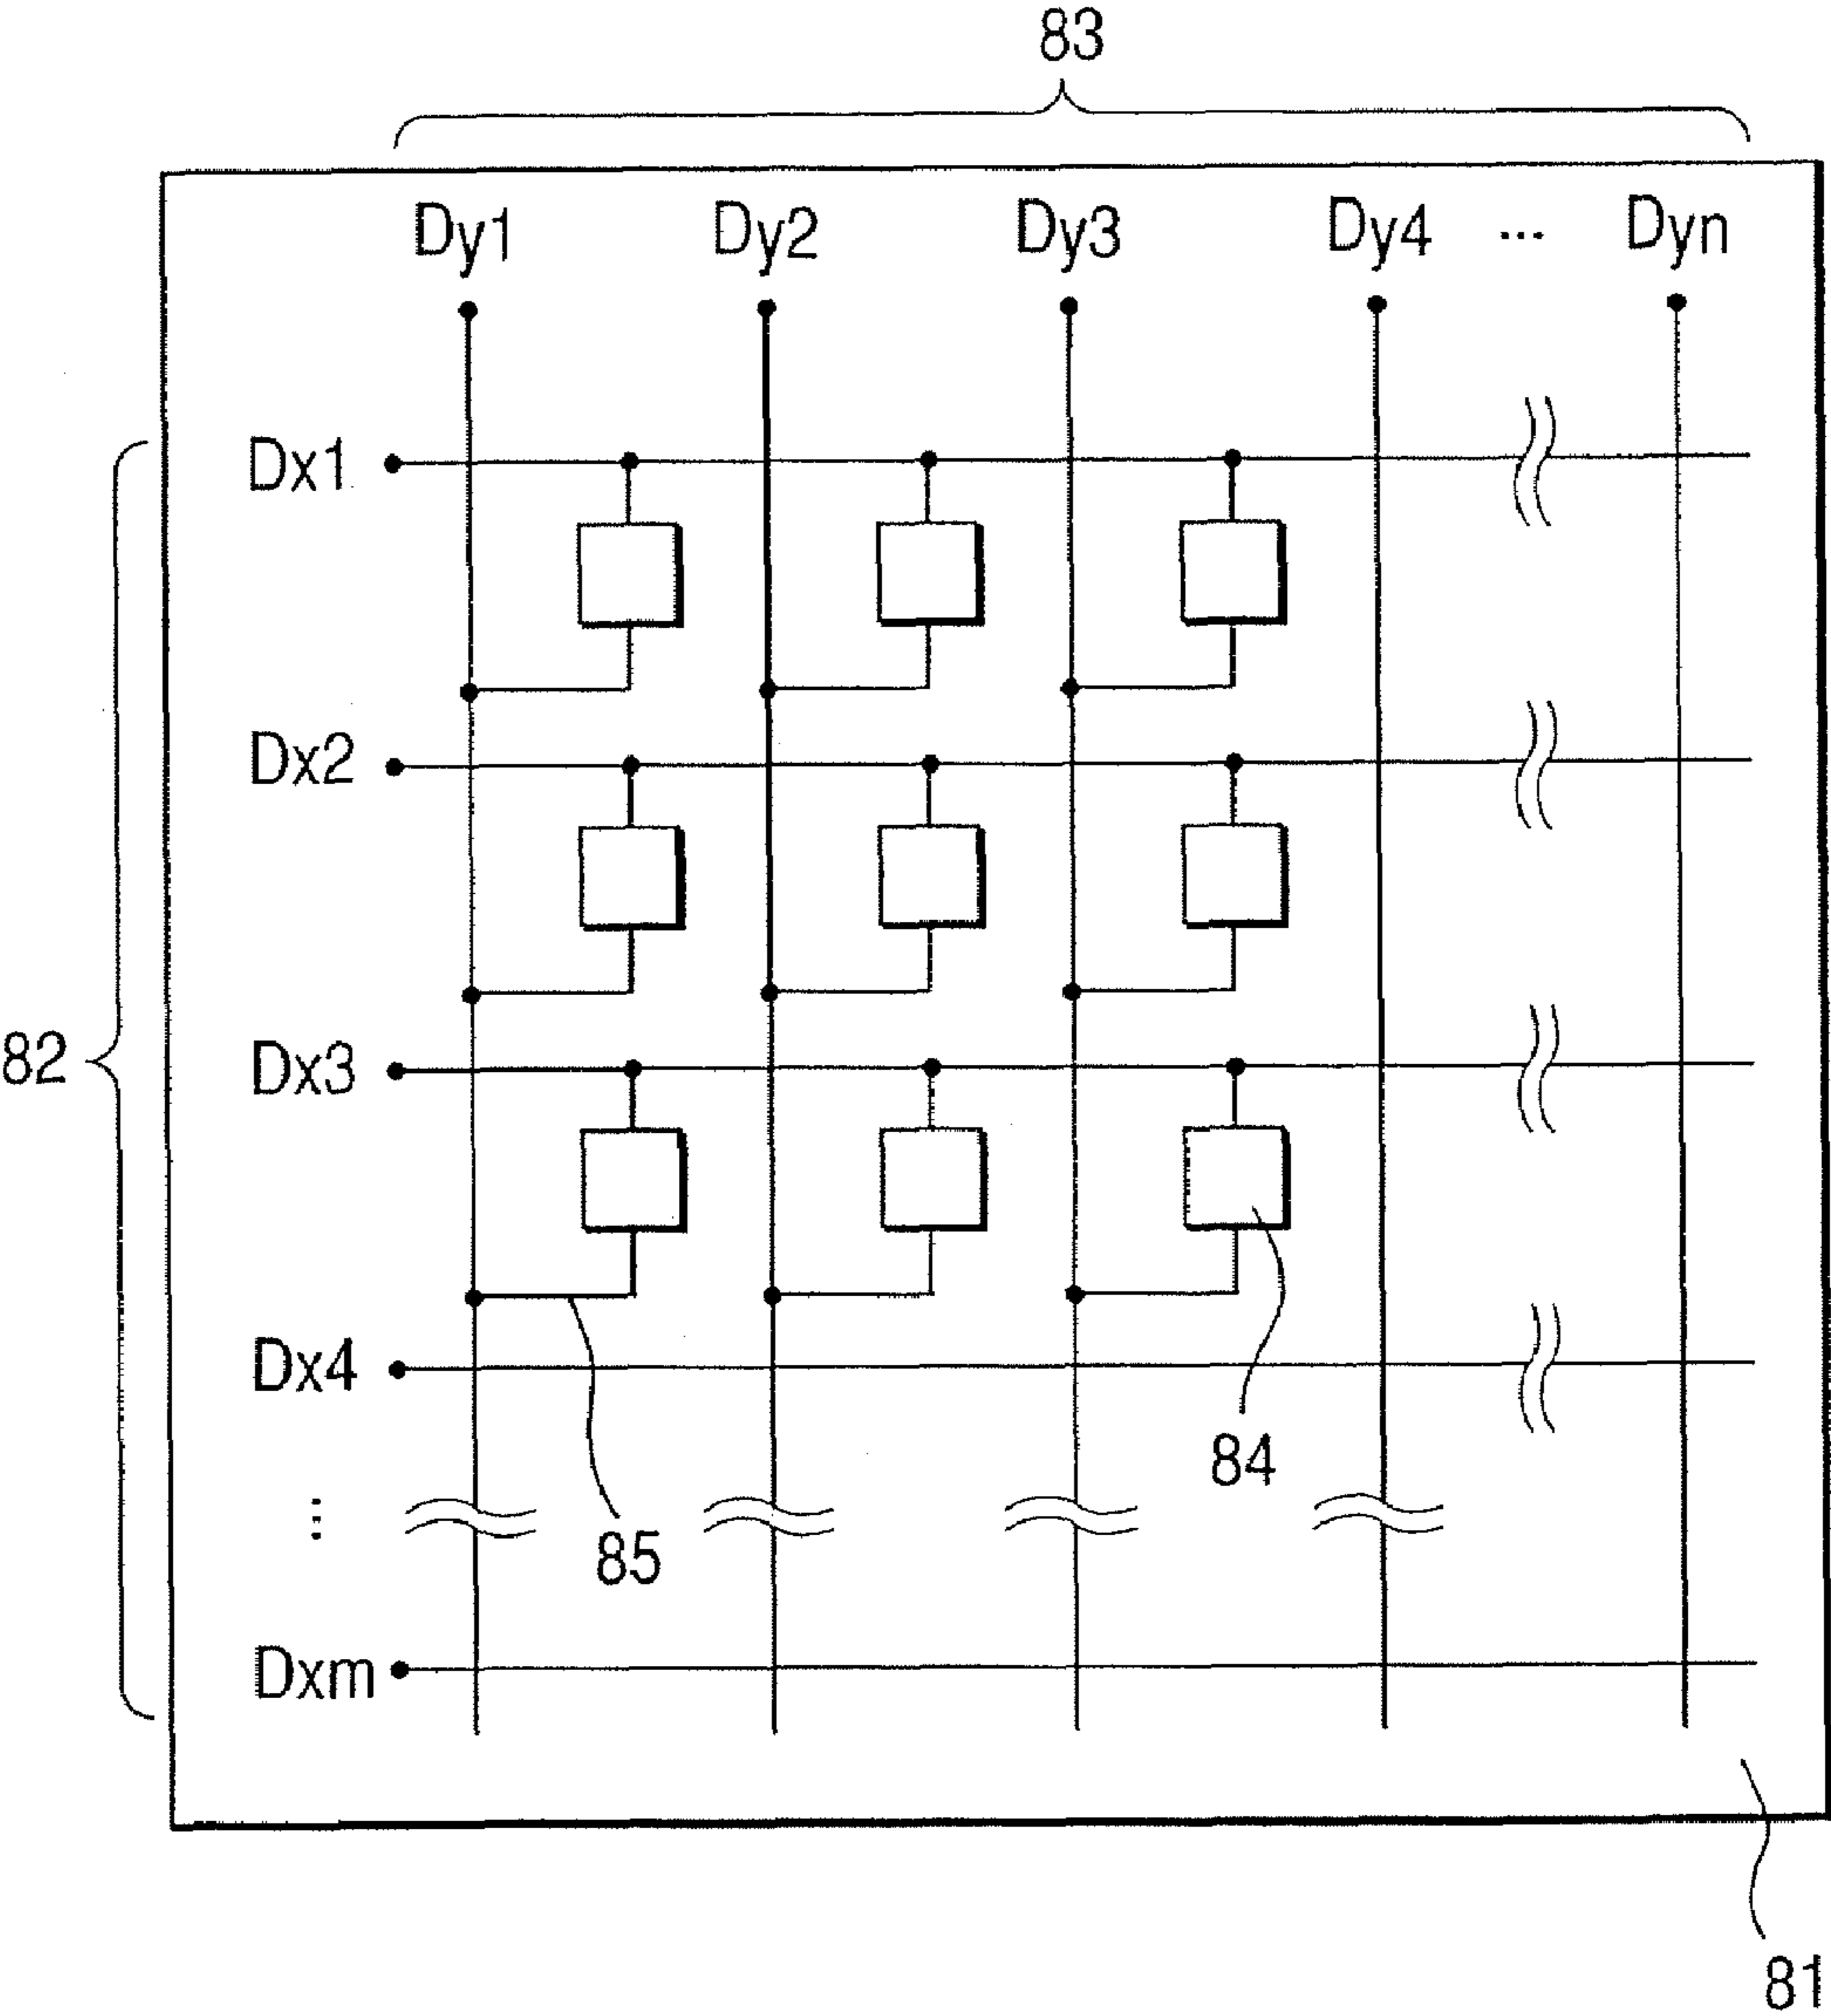 83
Dy1 Dy2 Dy3 Dy4 ... Dyn
Dx1
Dx2
82
Dx3
Dx4
84
...
85
Dxm
81